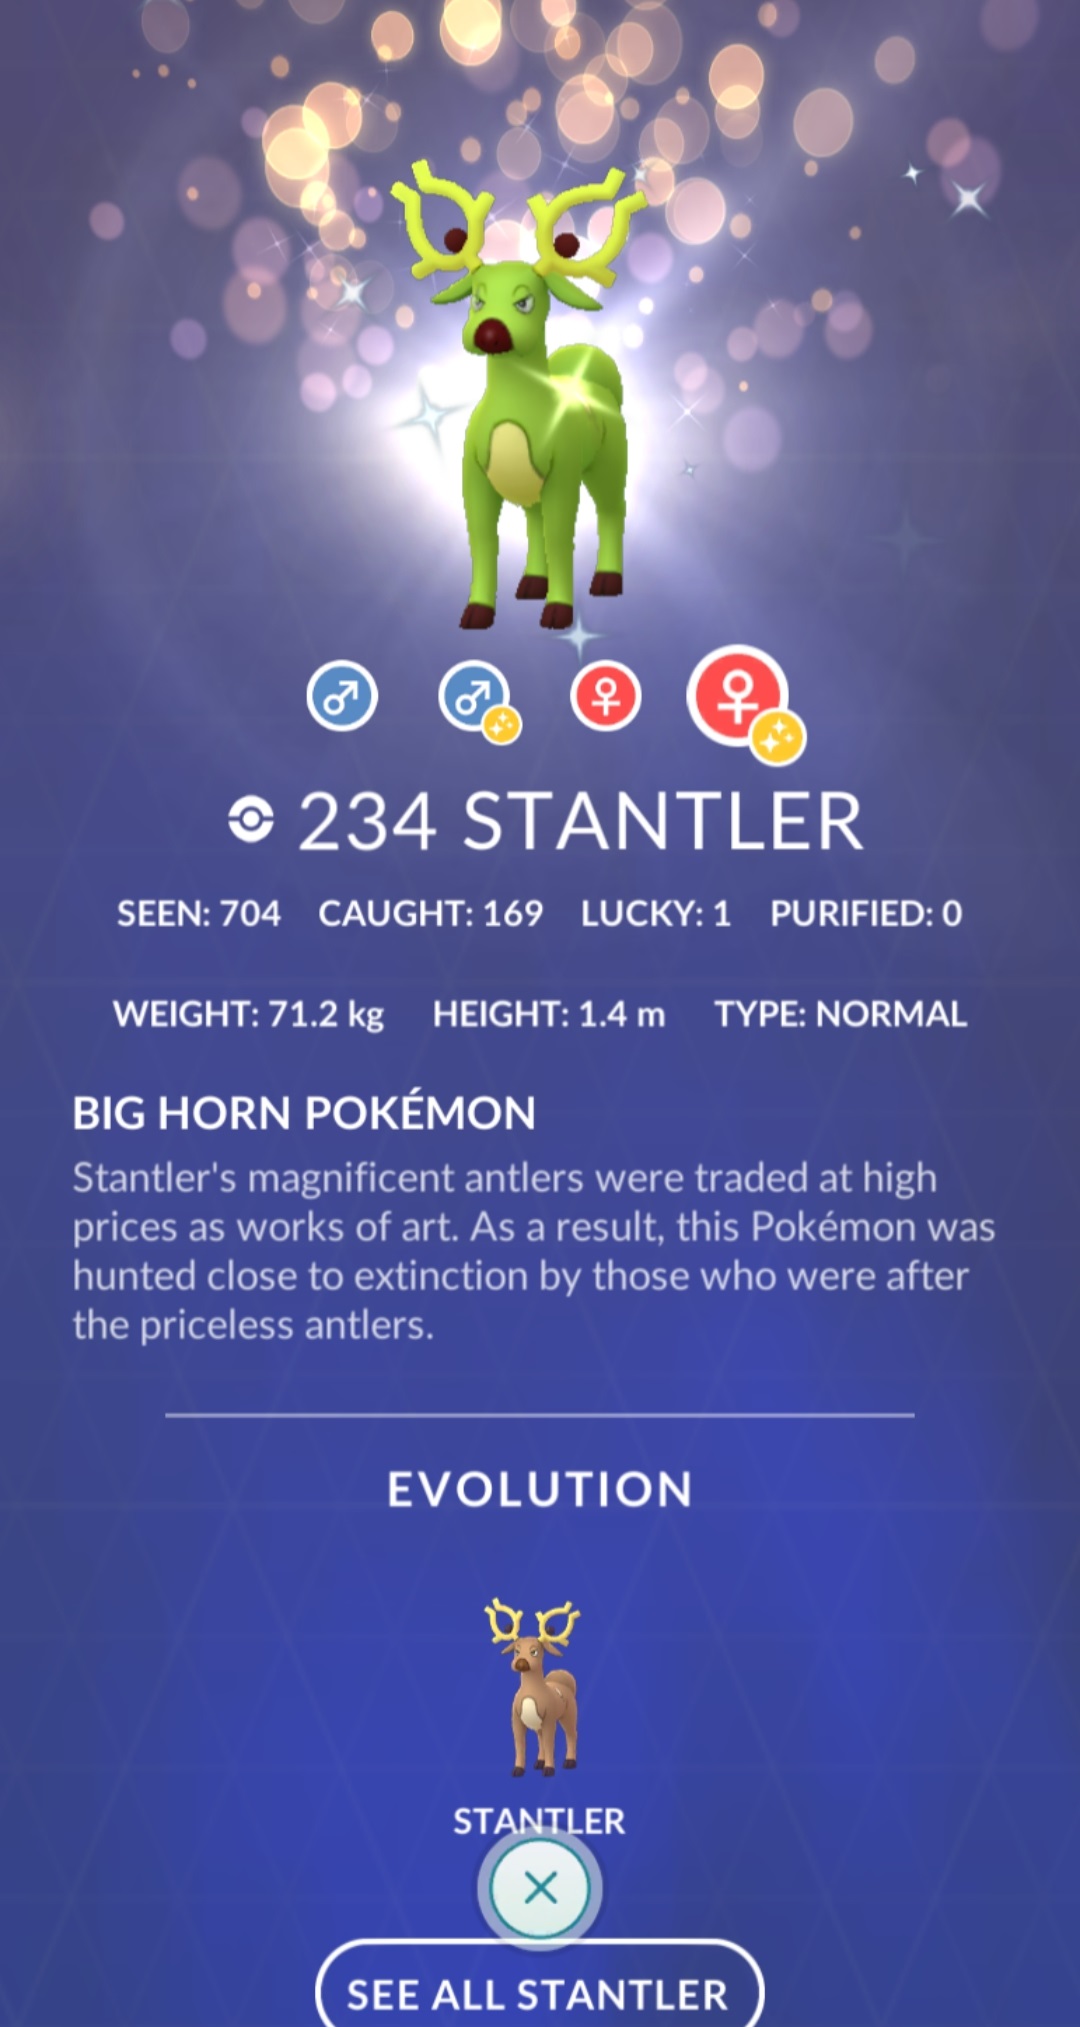 234 STANTLER
SEEN: 704 CAUGHT: 169 LUCKY: 1 PURIFIED: 0
WEIGHT: 71.2 kg HEIGHT: 1.4 m TYPE: NORMAL
BIG HORN POKÉMON
Stantler's magnificent antlers were traded at high
prices as works of art. As a result, this Pokémon was
hunted close to extinction by those who were after
the priceless antlers.
EVOLUTION
STANTLER
SEE ALL STANTLER